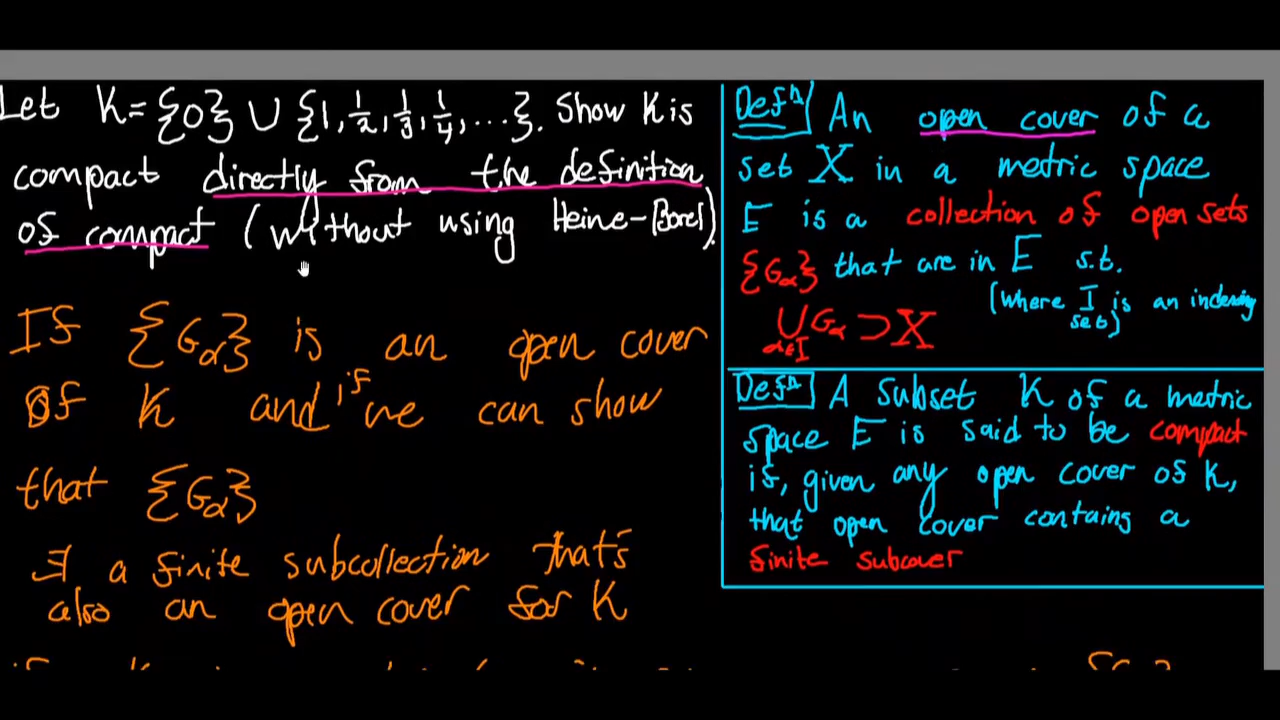 Let K = {0} ∪ {1, 1/2, 1/3, 1/4, ...}. Show K is
compact directly from the definition
of compact (without using Heine-Borel).
If {Gα} is an open cover
of K and if we can show
that {Gα}
∃ a finite subcollection that's
also an open cover for K
Defn An open cover of a
set X in a metric space
E is a collection of open sets
{Gα} that are in E s.t.
(where I is an indexing
set)
∪ Gα ⊃ X
α∈I
Defn A subset K of a metric
space E is said to be compact
if, given any open cover of K,
that open cover contains a
finite subcover